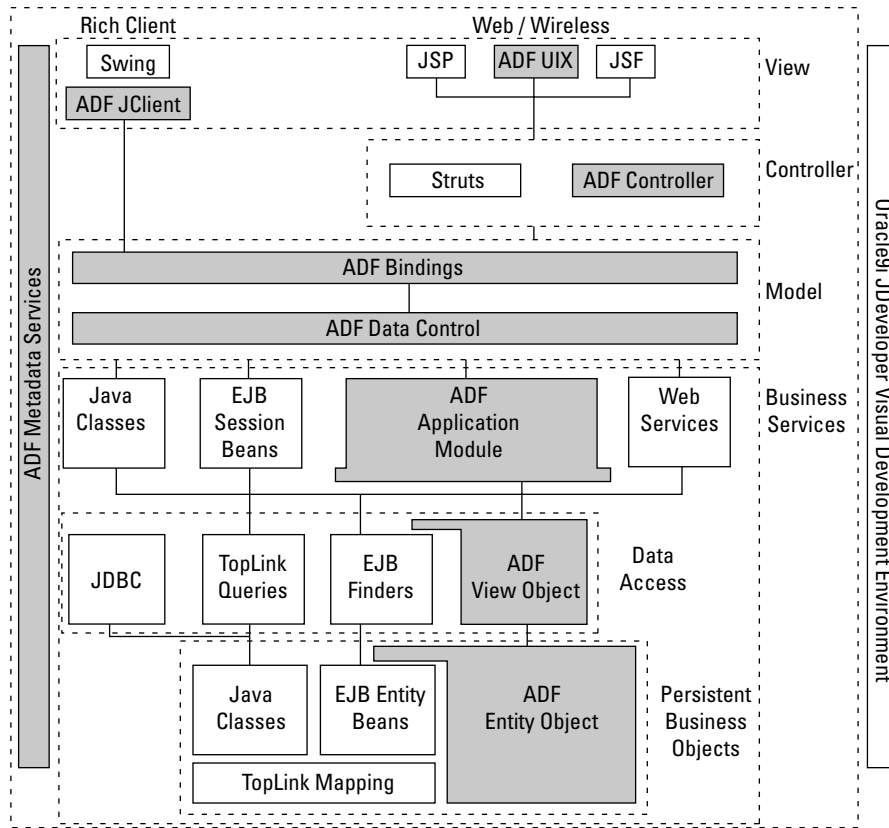 Rich Client
Web / Wireless
Swing
ADF JClient
JSP
ADF UIX
JSF
View
Struts
ADF Controller
Controller
ADF Bindings
ADF Data Control
Model
ADF Metadata Services
Java
Classes
EJB
Session
Beans
ADF
Application
Module
Web
Services
Business
Services
JDBC
TopLink
Queries
EJB
Finders
ADF
View Object
Data
Access
Java
Classes
EJB Entity
Beans
ADF
Entity Object
TopLink Mapping
Persistent
Business
Objects
Oracle9i JDeveloper Visual Development Environment